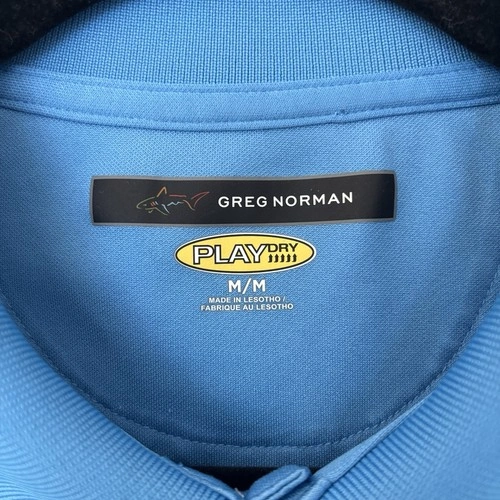 GREG NORMAN
PLAYDRY
M/M
MADE IN LESOTHO /
FABRIQUE AU LESOTHO